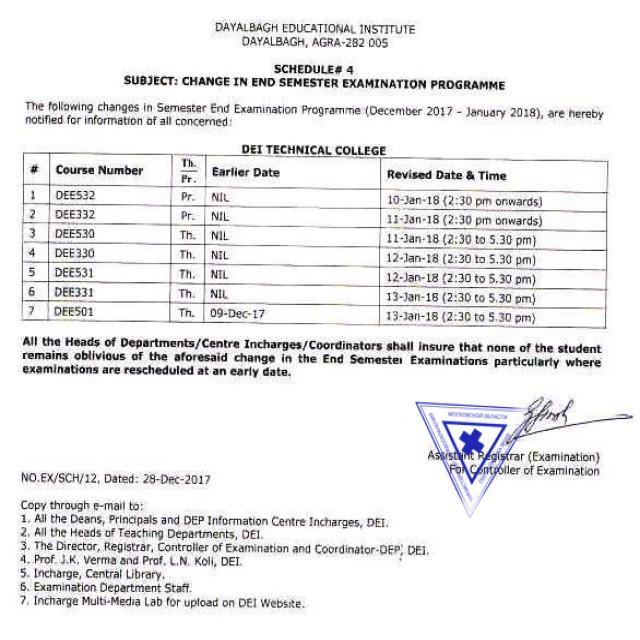 DAYALBAGH EDUCATIONAL INSTITUTE
DAYALBAGH, AGRA-282 005
SCHEDULE# 4
SUBJECT: CHANGE IN END SEMESTER EXAMINATION PROGRAMME
The following changes in Semester End Examination Programme (December 2017 - January 2018), are hereby
notified for information of all concerned:
DEI TECHNICAL COLLEGE
# Course Number Th. Pr. Earlier Date Revised Date & Time
1 DEE532 Pr. NIL 10-Jan-18 (2:30 pm onwards)
2 DEE332 Pr. NIL 11-Jan-18 (2:30 pm onwards)
3 DEE530 Th. NIL 11-Jan-18 (2:30 to 5.30 pm)
4 DEE330 Th. NIL 12-Jan-18 (2:30 to 5.30 pm)
5 DEE531 Th. NIL 12-Jan-18 (2:30 to 5.30 pm)
6 DEE331 Th. NIL 13-Jan-18 (2:30 to 5.30 pm)
7 DEE501 Th. 09-Dec-17 13-Jan-18 (2:30 to 5.30 pm)
All the Heads of Departments/Centre Incharges/Coordinators shall insure that none of the student
remains oblivious of the aforesaid change in the End Semester Examinations particularly where
examinations are rescheduled at an early date.
МОСКОВСКОЙ ОБЛАСТИ
Assistant Registrar (Examination)
For Controller of Examination
NO.EX/SCH/12, Dated: 28-Dec-2017
Copy through e-mail to:
1. All the Deans, Principals and DEP Information Centre Incharges, DEI.
2. All the Heads of Teaching Departments, DEI.
3. The Director, Registrar, Controller of Examination and Coordinator-DEP, DEI.
4. Prof. J.K. Verma and Prof. L.N. Koli, DEI.
5. Incharge, Central Library.
6. Examination Department Staff.
7. Incharge Multi-Media Lab for upload on DEI Website.